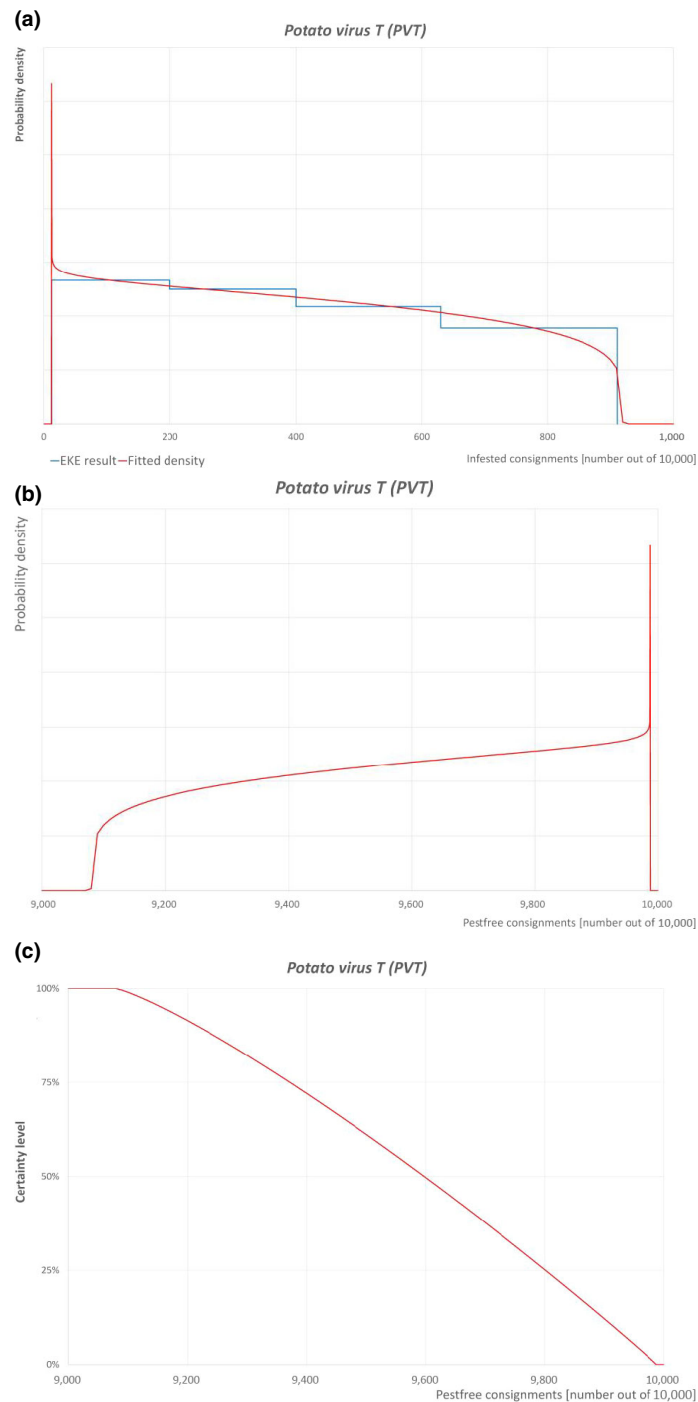 (a)
Potato virus T (PVT)
Probability density
0 200 400 600 800 1,000
EKE result Fitted density Infested consignments [number out of 10,000]
(b)
Potato virus T (PVT)
Probability density
9,000 9,200 9,400 9,600 9,800 10,000
Pestfree consignments [number out of 10,000]
(c)
Potato virus T (PVT)
100%
75%
50%
25%
0%
Certainty level
9,000 9,200 9,400 9,600 9,800 10,000
Pestfree consignments [number out of 10,000]